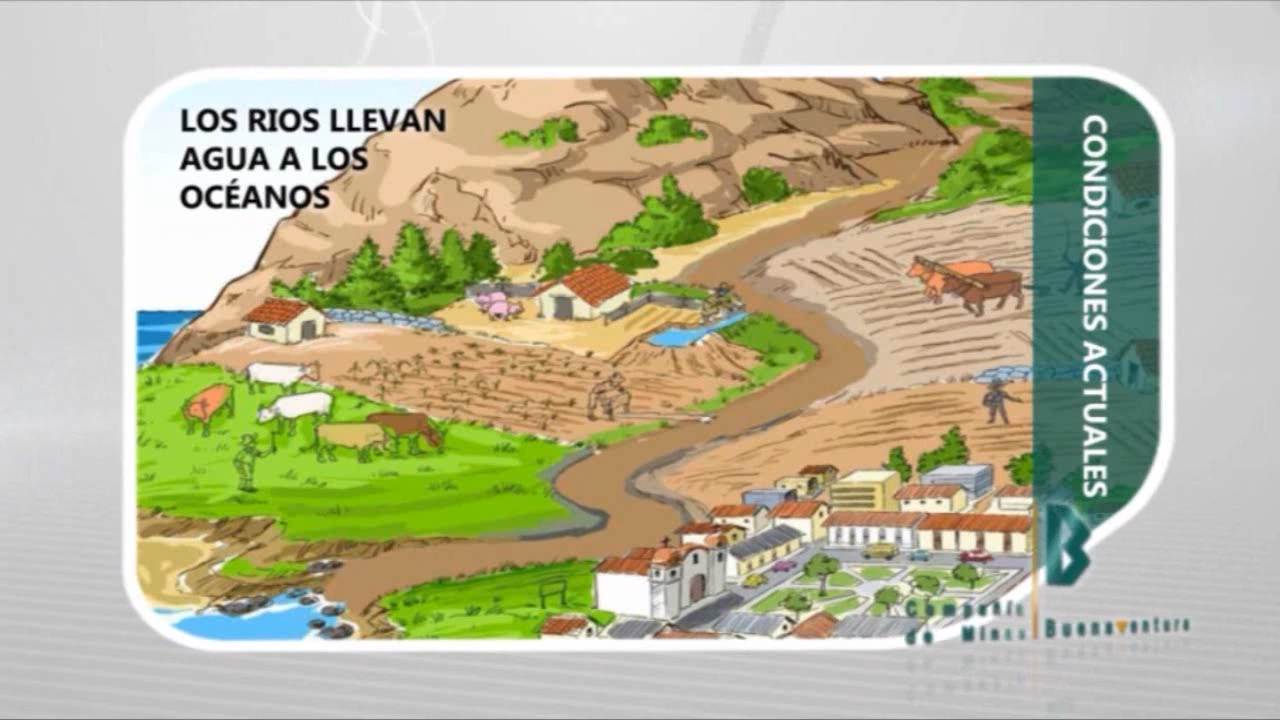 LOS RIOS LLEVAN
AGUA A LOS
OCÉANOS
CONDICIONES ACTUALES
B
Compañía
de Minas Buenaventura